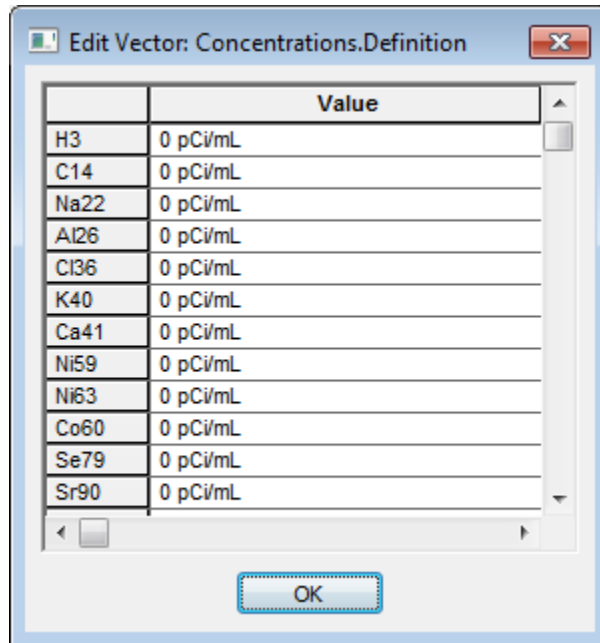 Edit Vector: Concentrations.Definition
Value
H3 0 pCi/mL
C14 0 pCi/mL
Na22 0 pCi/mL
Al26 0 pCi/mL
Cl36 0 pCi/mL
K40 0 pCi/mL
Ca41 0 pCi/mL
Ni59 0 pCi/mL
Ni63 0 pCi/mL
Co60 0 pCi/mL
Se79 0 pCi/mL
Sr90 0 pCi/mL
OK